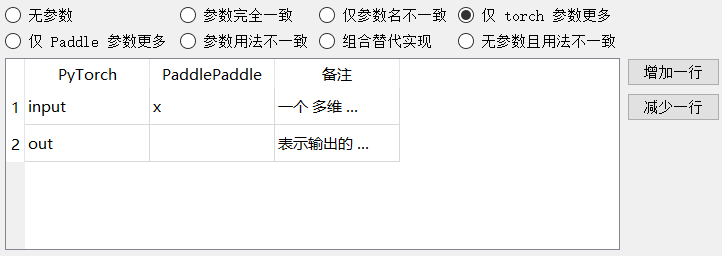 无参数 参数完全一致 仅参数名不一致 仅 torch 参数更多
仅 Paddle 参数更多 参数用法不一致 组合替代实现 无参数且用法不一致
PyTorch PaddlePaddle 备注 增加一行
1 input x 一个 多维 ... 减少一行
2 out 表示输出的 ...